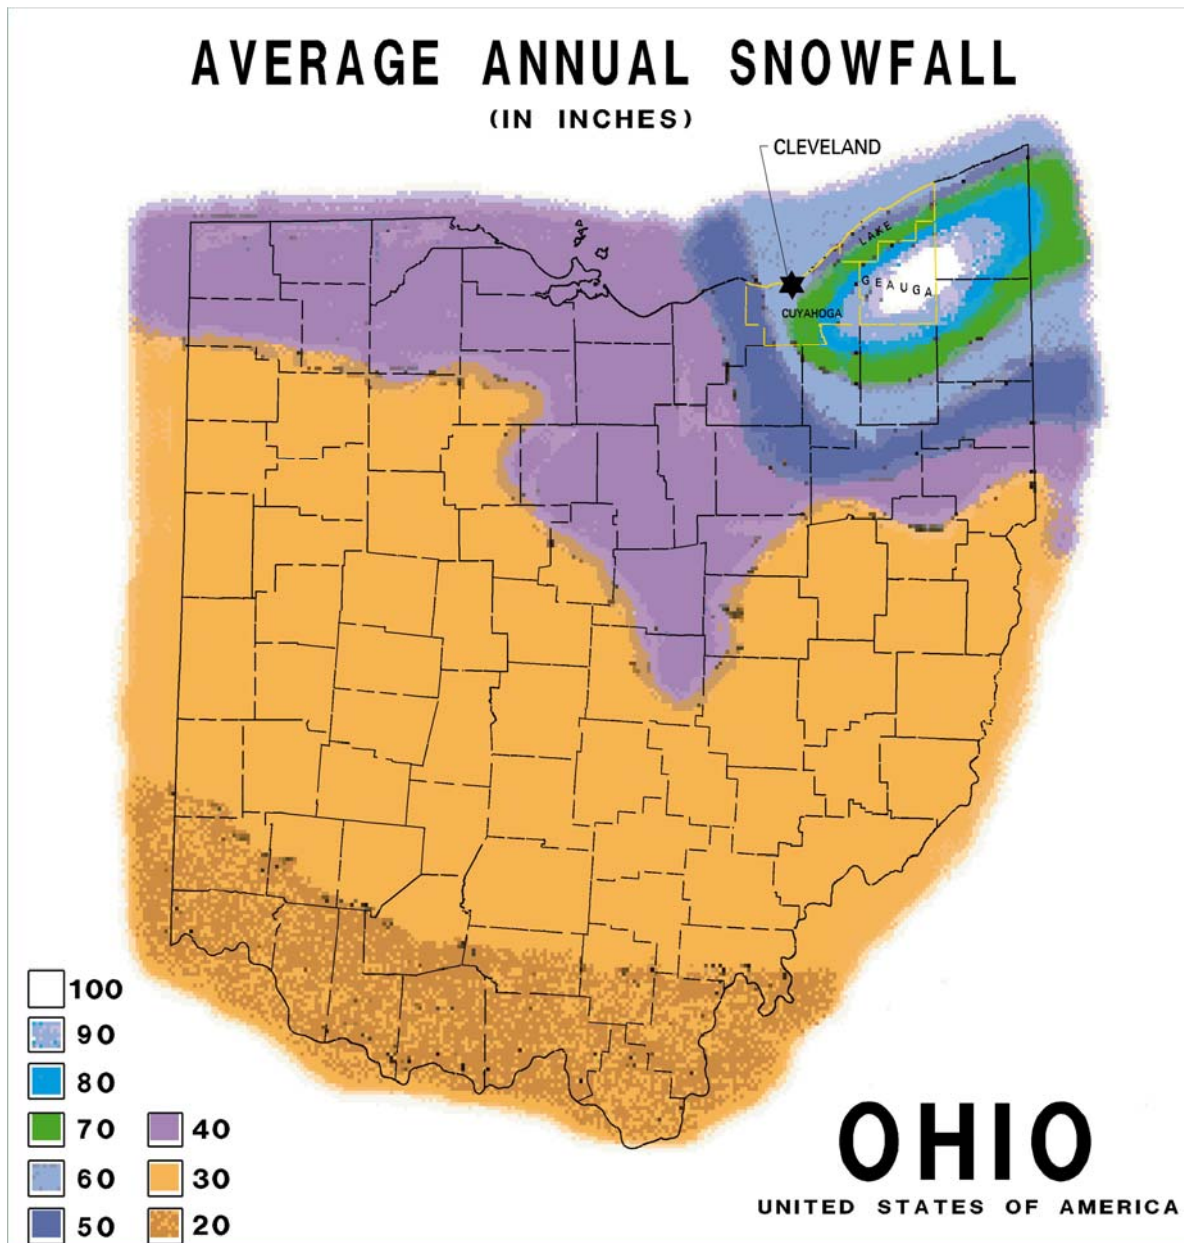 AVERAGE ANNUAL SNOWFALL
(IN INCHES)
CLEVELAND
LAKE
GEAUGA
CUYAHOGA
100
90
80
70
40
60
30
50
20
OHIO
UNITED STATES OF AMERICA